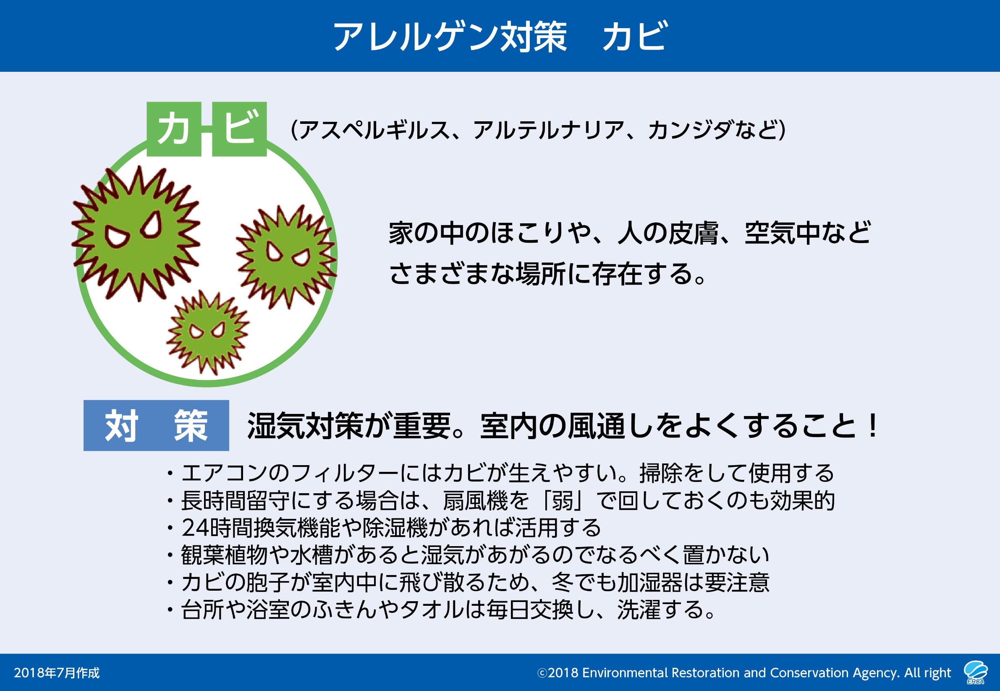 アレルゲン対策　カビ
カビ
（アスペルギルス、アルテルナリア、カンジダなど）
家の中のほこりや、人の皮膚、空気中など
さまざまな場所に存在する。
対　策
湿気対策が重要。室内の風通しをよくすること！
・エアコンのフィルターにはカビが生えやすい。掃除をして使用する
・長時間留守にする場合は、扇風機を「弱」で回しておくのも効果的
・24時間換気機能や除湿機があれば活用する
・観葉植物や水槽があると湿気があがるのでなるべく置かない
・カビの胞子が室内中に飛び散るため、冬でも加湿器は要注意
・台所や浴室のふきんやタオルは毎日交換し、洗濯する。
2018年7月作成
©2018 Environmental Restoration and Conservation Agency. All right
ERCA